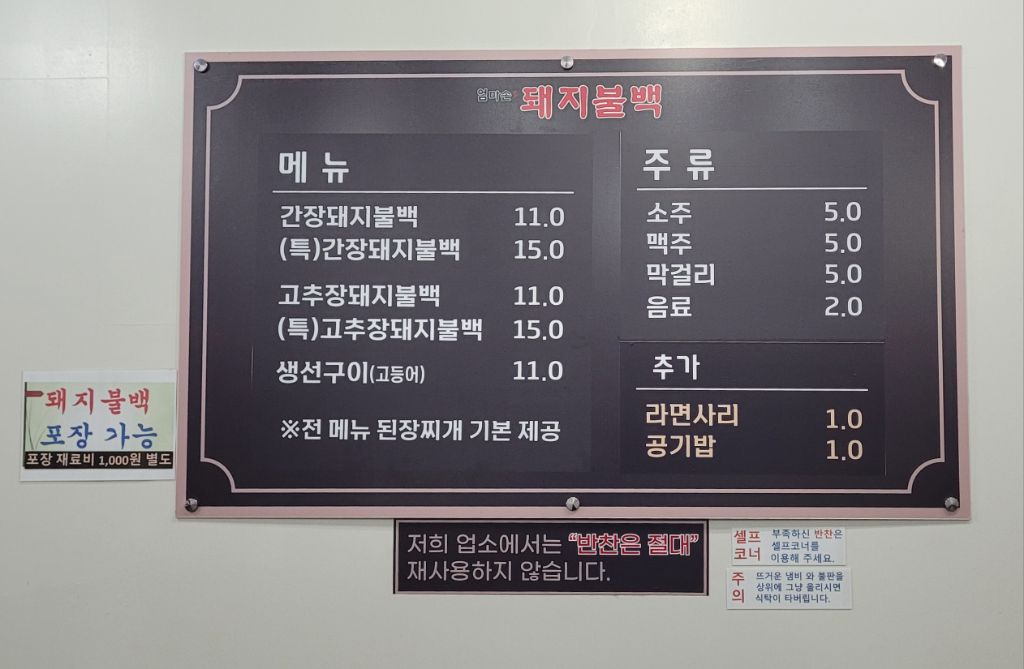 엄마손 돼지불백
메 뉴
간장돼지불백 11.0
(특)간장돼지불백 15.0
고추장돼지불백 11.0
(특)고추장돼지불백 15.0
생선구이(고등어) 11.0
※전 메뉴 된장찌개 기본 제공
주 류
소주 5.0
맥주 5.0
막걸리 5.0
음료 2.0
추가
라면사리 1.0
공기밥 1.0
돼지불백
포장 가능
포장 재료비 1,000원 별도
저희 업소에서는 “반찬은 절대”
재사용하지 않습니다.
셀프
코너
부족하신 반찬은
셀프코너를
이용해 주세요.
주
의
뜨거운 냄비 와 불판을
상위에 그냥 올리시면
식탁이 타버립니다.